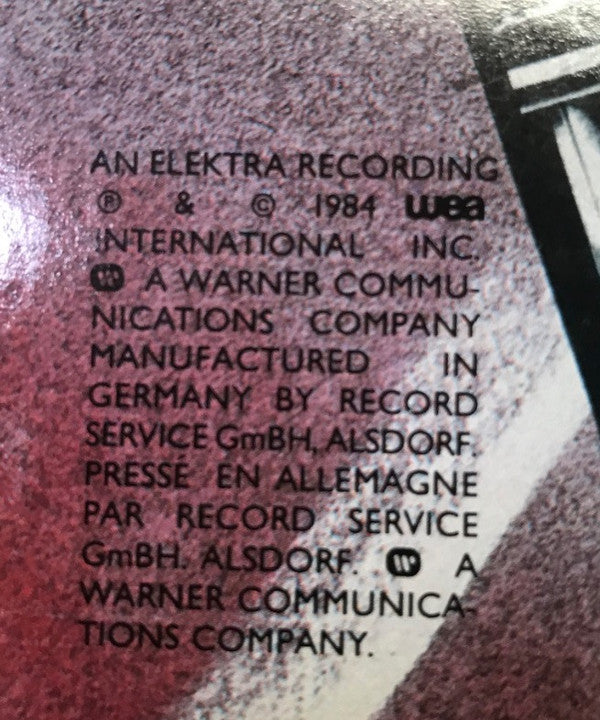 AN ELEKTRA RECORDING
® & © 1984 wea
INTERNATIONAL INC.
W A WARNER COMMU-
NICATIONS COMPANY
MANUFACTURED IN
GERMANY BY RECORD
SERVICE GmBH, ALSDORF.
PRESSÉ EN ALLEMAGNE
PAR RECORD SERVICE
GmBH. ALSDORF. W A
WARNER COMMUNICA-
TIONS COMPANY.